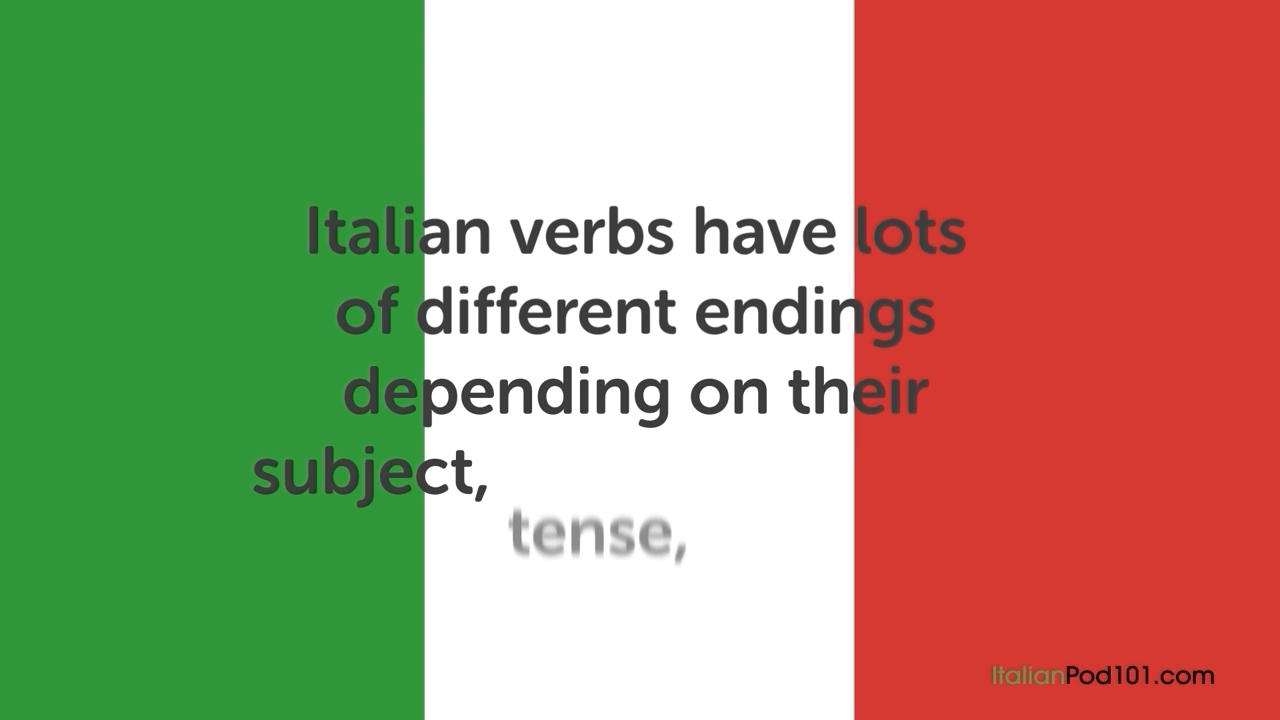 Italian verbs have lots
of different endings
depending on their
subject,
tense,
ItalianPod101.com